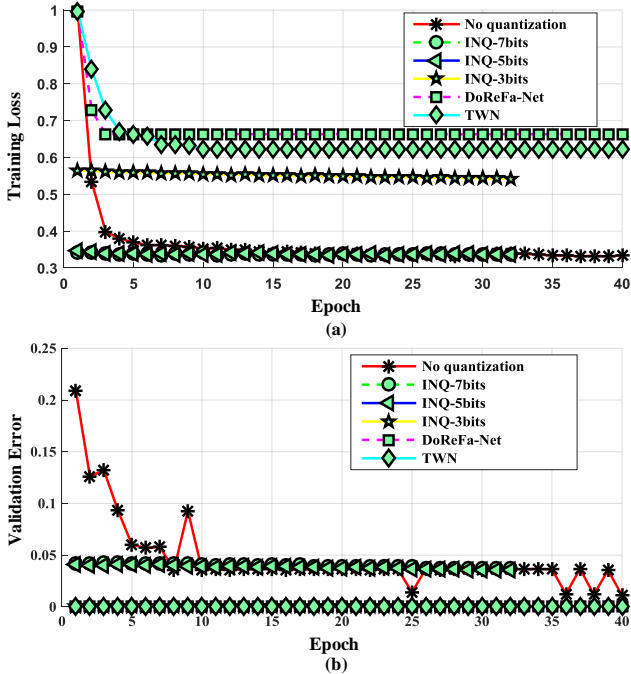 1
0.9
0.8
0.7
0.6
0.5
0.4
0.3
Training Loss
No quantization
INQ-7bits
INQ-5bits
INQ-3bits
DoReFa-Net
TWN
0 5 10 15 20 25 30 35 40
Epoch
(a)
0.25
0.2
0.15
0.1
0.05
0
Validation Error
No quantization
INQ-7bits
INQ-5bits
INQ-3bits
DoReFa-Net
TWN
0 5 10 15 20 25 30 35 40
Epoch
(b)